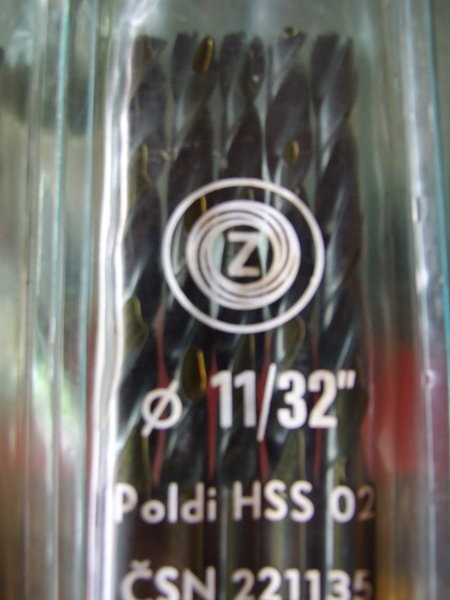 Z
ø 11/32"
Poldi HSS 02
ČSN 221135